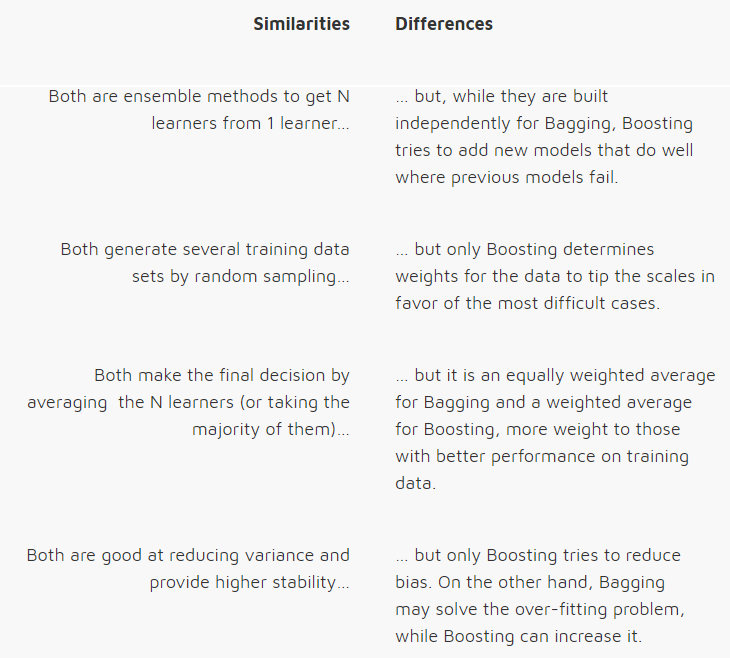 Similarities
Differences
Both are ensemble methods to get N
learners from 1 learner…
… but, while they are built
independently for Bagging, Boosting
tries to add new models that do well
where previous models fail.
Both generate several training data
sets by random sampling…
… but only Boosting determines
weights for the data to tip the scales in
favor of the most difficult cases.
Both make the final decision by
averaging  the N learners (or taking the
majority of them)…
… but it is an equally weighted average
for Bagging and a weighted average
for Boosting, more weight to those
with better performance on training
data.
Both are good at reducing variance and
provide higher stability…
… but only Boosting tries to reduce
bias. On the other hand, Bagging
may solve the over-fitting problem,
while Boosting can increase it.